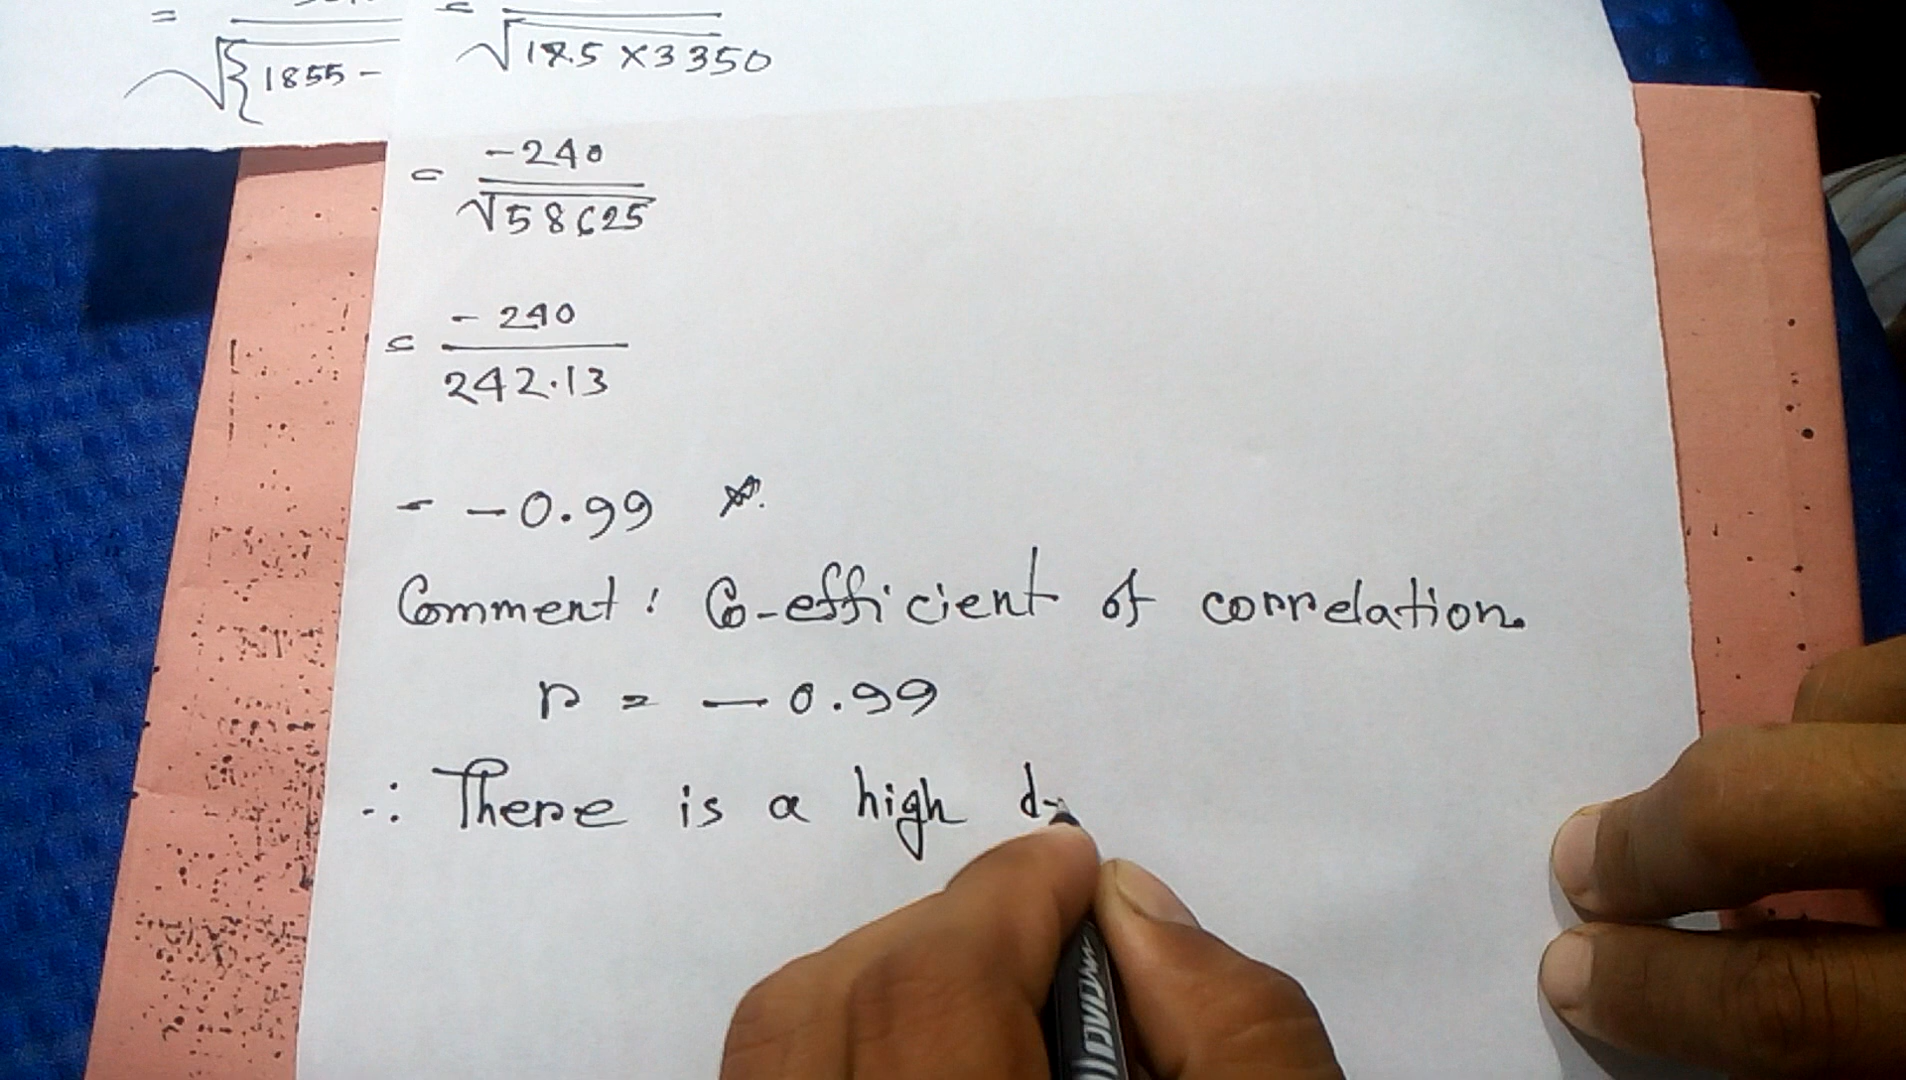 =
=
√{1855 -
√17.5 × 3350
= -240
√58625
= -240
242.13
= -0.99
Comment: Co-efficient of correlation.
r = -0.99
∴ There is a high d